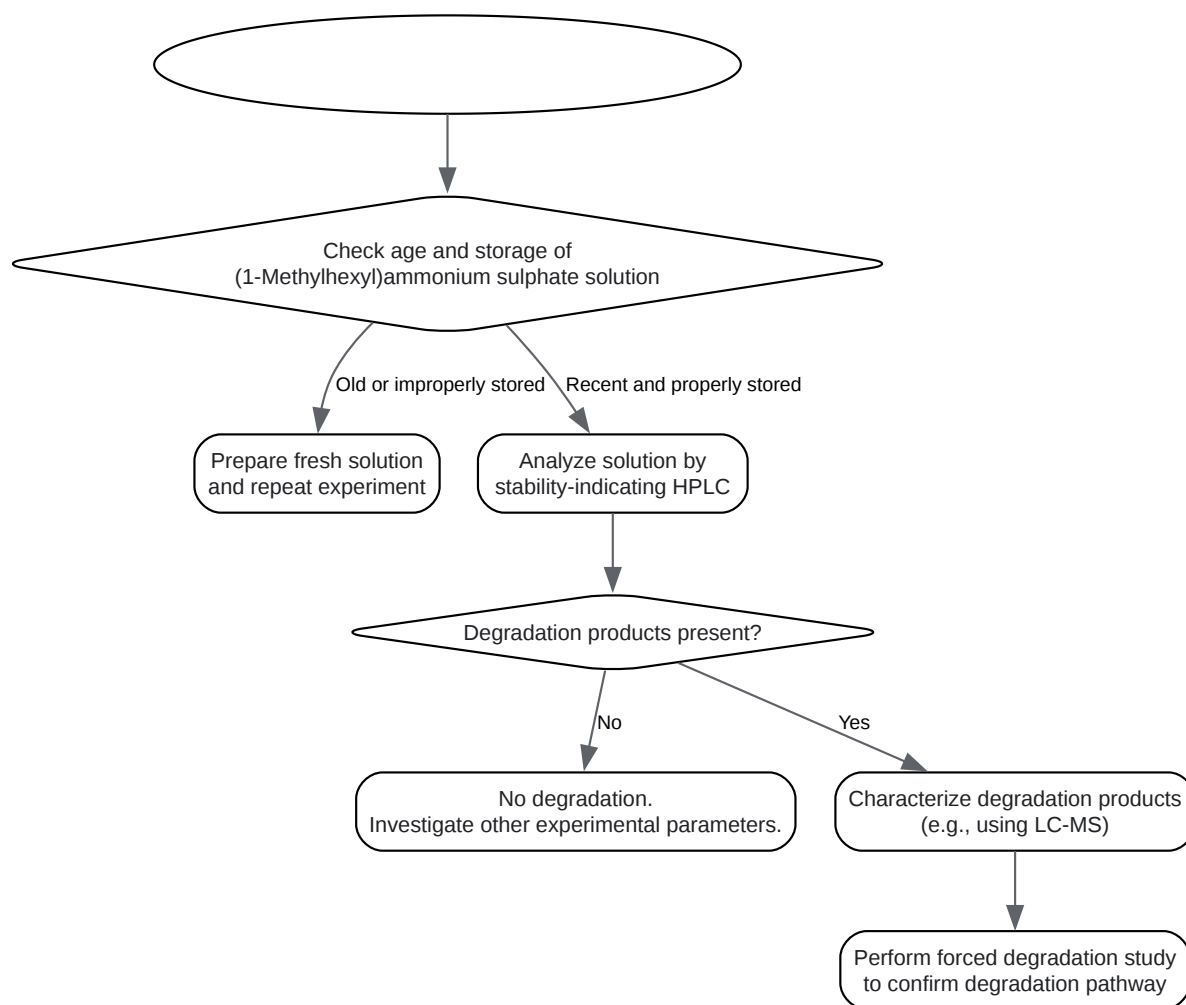 Check age and storage of
(1-Methylhexyl)ammonium sulphate solution
Old or improperly stored
Recent and properly stored
Prepare fresh solution
and repeat experiment
Analyze solution by
stability-indicating HPLC
Degradation products present?
No
Yes
No degradation.
Investigate other experimental parameters.
Characterize degradation products
(e.g., using LC-MS)
Perform forced degradation study
to confirm degradation pathway